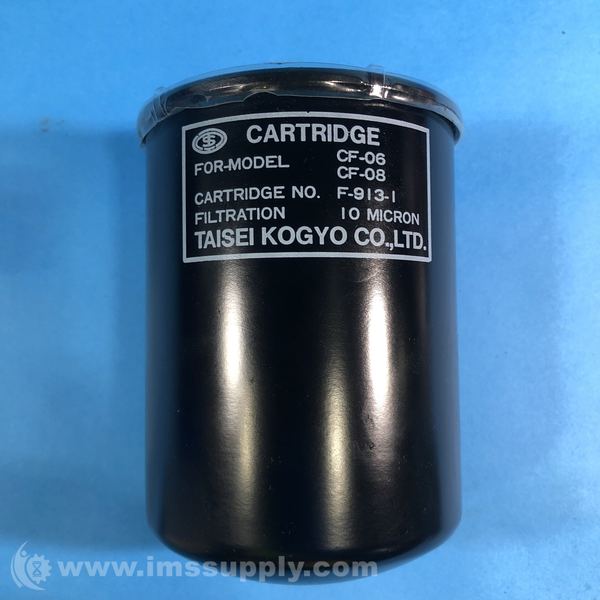 CARTRIDGE
FOR-MODEL CF-06
CF-08
CARTRIDGE NO. F-913-1
FILTRATION 10 MICRON
TAISEI KOGYO CO.,LTD.
www.imssupply.com